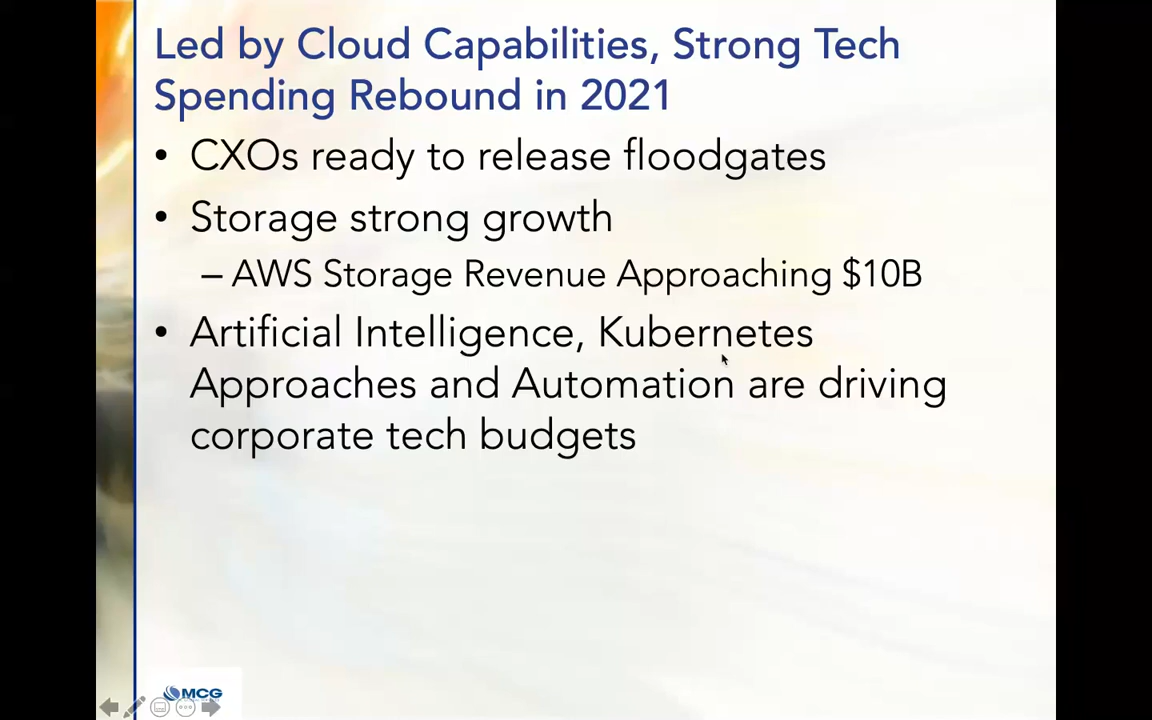 Led by Cloud Capabilities, Strong Tech
Spending Rebound in 2021
• CXOs ready to release floodgates
• Storage strong growth
– AWS Storage Revenue Approaching $10B
• Artificial Intelligence, Kubernetes
Approaches and Automation are driving
corporate tech budgets
MCG